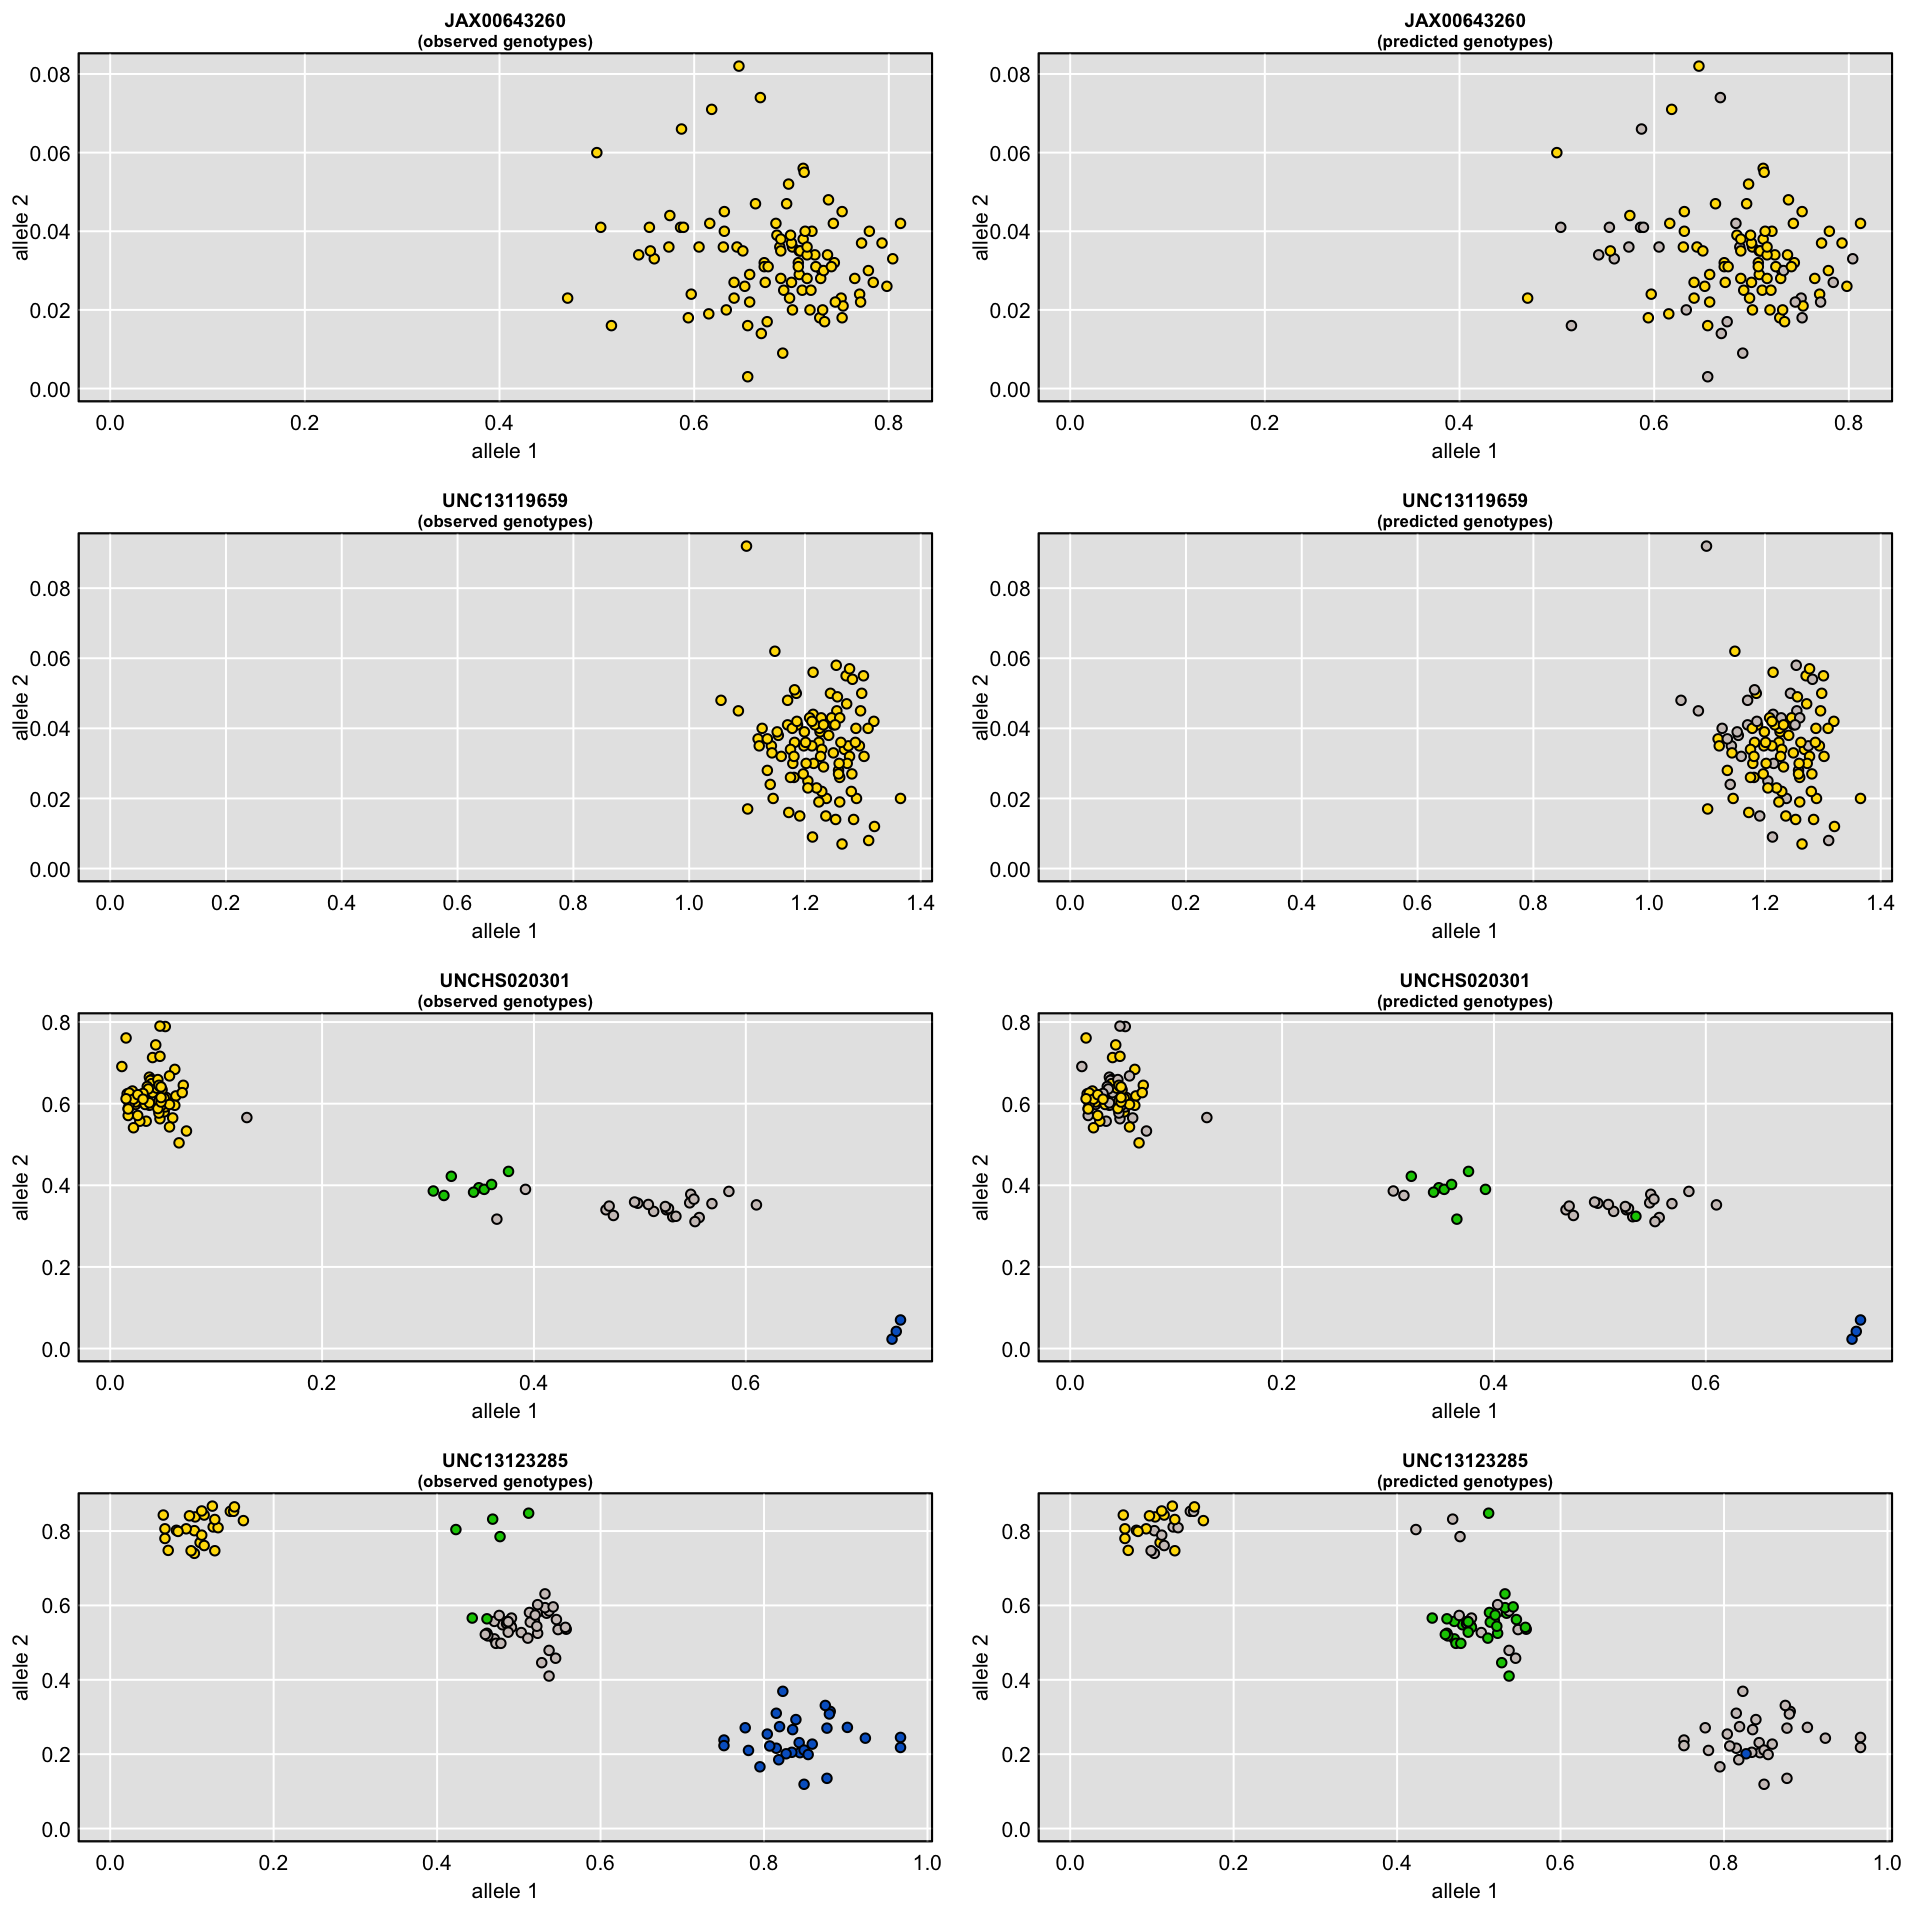 JAX00643260
(observed genotypes)
allele 2
0.08
0.06
0.04
0.02
0.00
0.0 0.2 0.4 0.6 0.8
allele 1
JAX00643260
(predicted genotypes)
allele 2
0.08
0.06
0.04
0.02
0.00
0.0 0.2 0.4 0.6 0.8
allele 1
UNC13119659
(observed genotypes)
allele 2
0.08
0.06
0.04
0.02
0.00
0.0 0.2 0.4 0.6 0.8 1.0 1.2 1.4
allele 1
UNC13119659
(predicted genotypes)
allele 2
0.08
0.06
0.04
0.02
0.00
0.0 0.2 0.4 0.6 0.8 1.0 1.2 1.4
allele 1
UNCHS020301
(observed genotypes)
allele 2
0.8
0.6
0.4
0.2
0.0
0.0 0.2 0.4 0.6
allele 1
UNCHS020301
(predicted genotypes)
allele 2
0.8
0.6
0.4
0.2
0.0
0.0 0.2 0.4 0.6
allele 1
UNC13123285
(observed genotypes)
allele 2
0.8
0.6
0.4
0.2
0.0
0.0 0.2 0.4 0.6 0.8 1.0
allele 1
UNC13123285
(predicted genotypes)
allele 2
0.8
0.6
0.4
0.2
0.0
0.0 0.2 0.4 0.6 0.8 1.0
allele 1